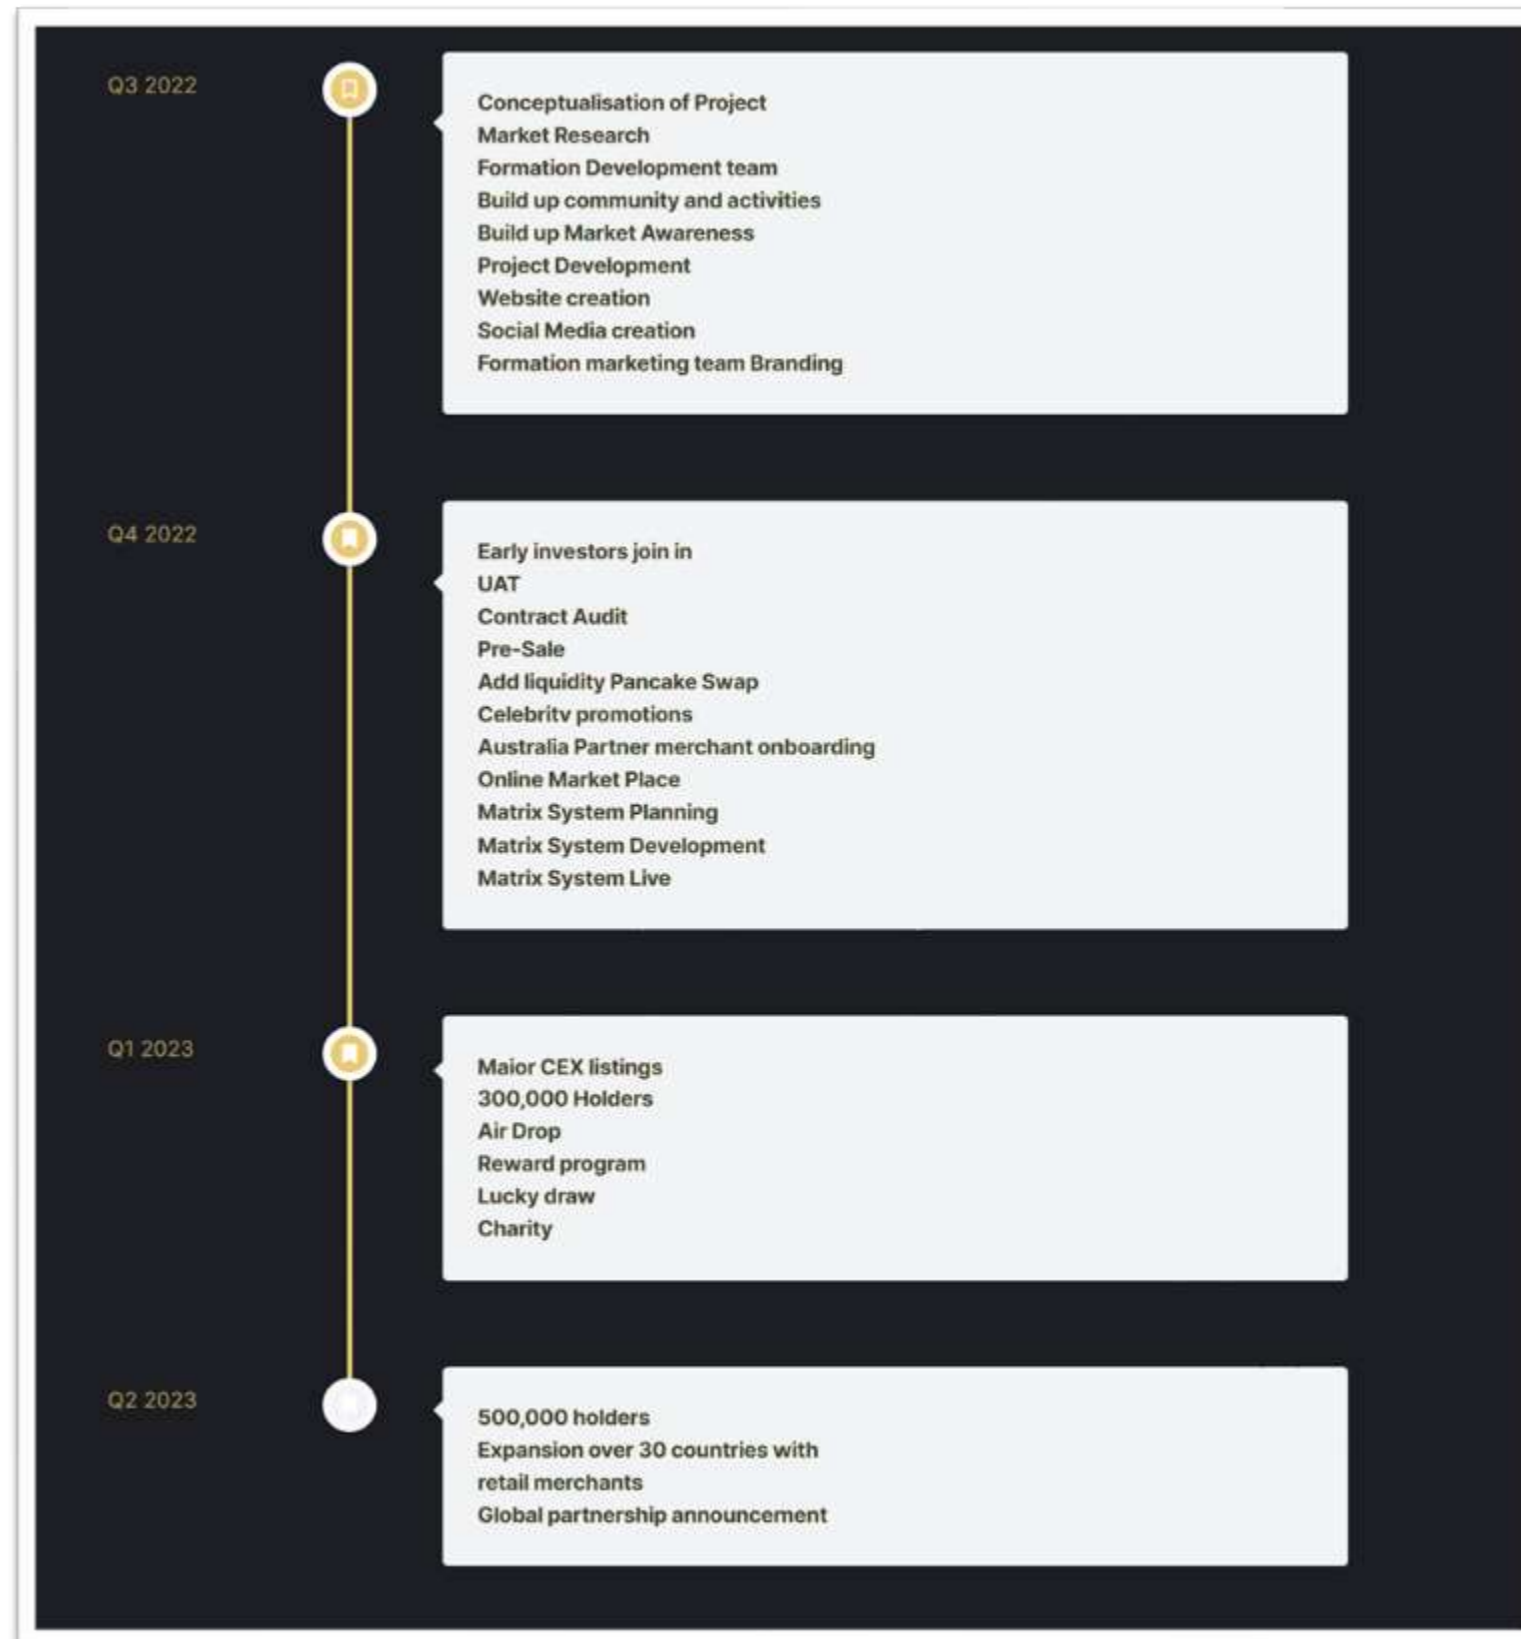 Q3 2022
Conceptualisation of Project
Market Research
Formation Development team
Build up community and activities
Build up Market Awareness
Project Development
Website creation
Social Media creation
Formation marketing team Branding
Q4 2022
Early investors join in
UAT
Contract Audit
Pre-Sale
Add liquidity Pancake Swap
Celebritv promotions
Australia Partner merchant onboarding
Online Market Place
Matrix System Planning
Matrix System Development
Matrix System Live
Q1 2023
Maior CEX listings
300,000 Holders
Air Drop
Reward program
Lucky draw
Charity
Q2 2023
500,000 holders
Expansion over 30 countries with
retail merchants
Global partnership announcement